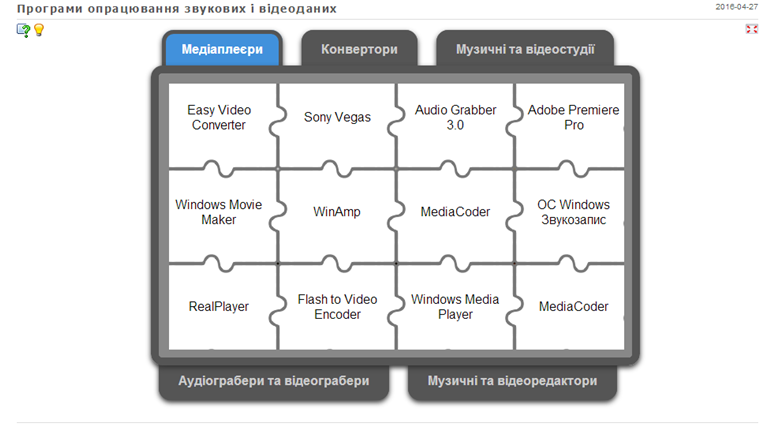 Програми опрацювання звукових і відеоданих
2016-04-27
Медіаплеєри
Конвертори
Музичні та відеостудії
Easy Video
Converter
Sony Vegas
Audio Grabber
3.0
Adobe Premiere
Pro
Windows Movie
Maker
WinAmp
MediaCoder
ОС Windows
Звукозапис
RealPlayer
Flash to Video
Encoder
Windows Media
Player
MediaCoder
Аудіограбери та відеограбери
Музичні та відеоредактори